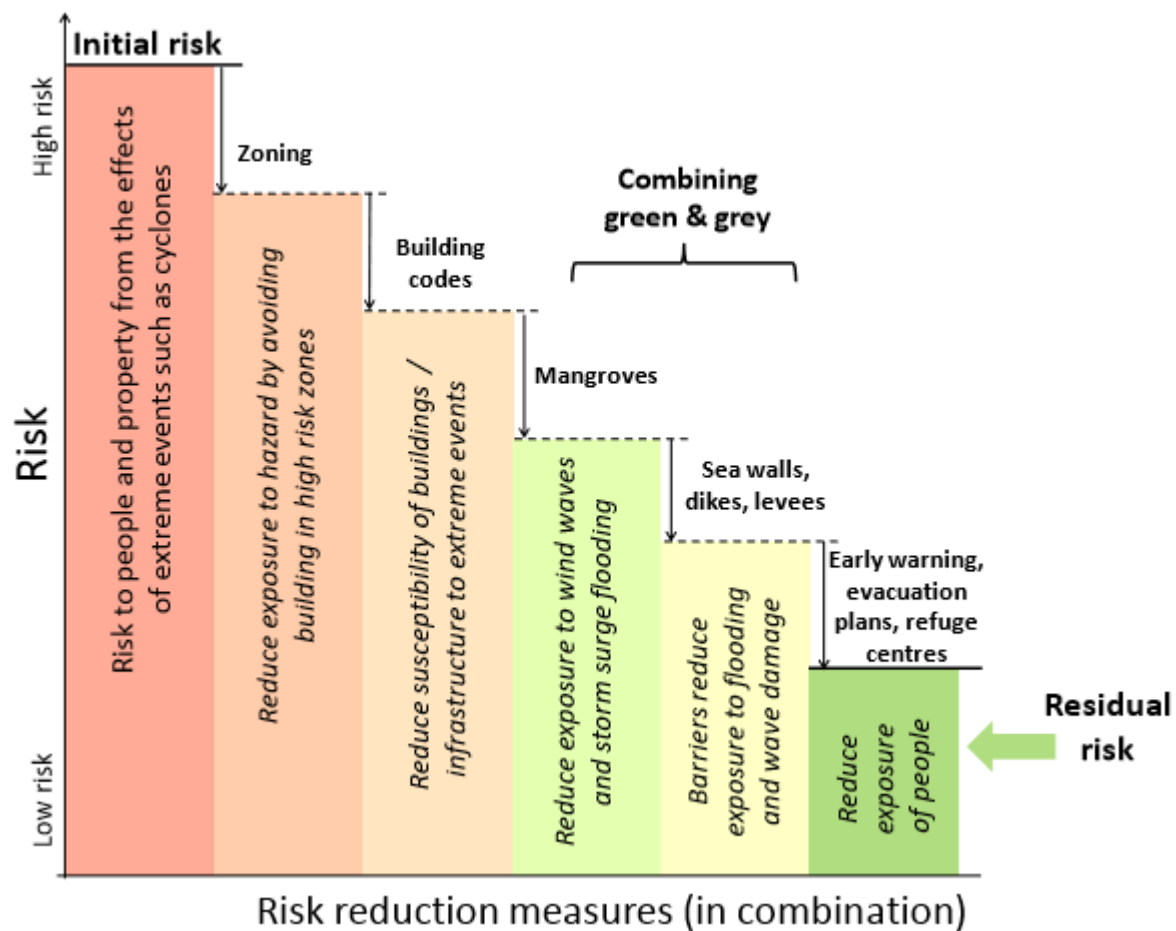 Initial risk
High risk
Low risk
Risk
Risk to people and property from the effects
of extreme events such as cyclones
Zoning
Reduce exposure to hazard by avoiding
building in high risk zones
Building
codes
Reduce susceptibility of buildings /
infrastructure to extreme events
Combining
green & grey
Mangroves
Reduce exposure to wind waves
and storm surge flooding
Sea walls,
dikes, levees
Barriers reduce
exposure to flooding
and wave damage
Early warning,
evacuation
plans, refuge
centres
Reduce
exposure
of people
Residual
risk
Risk reduction measures (in combination)